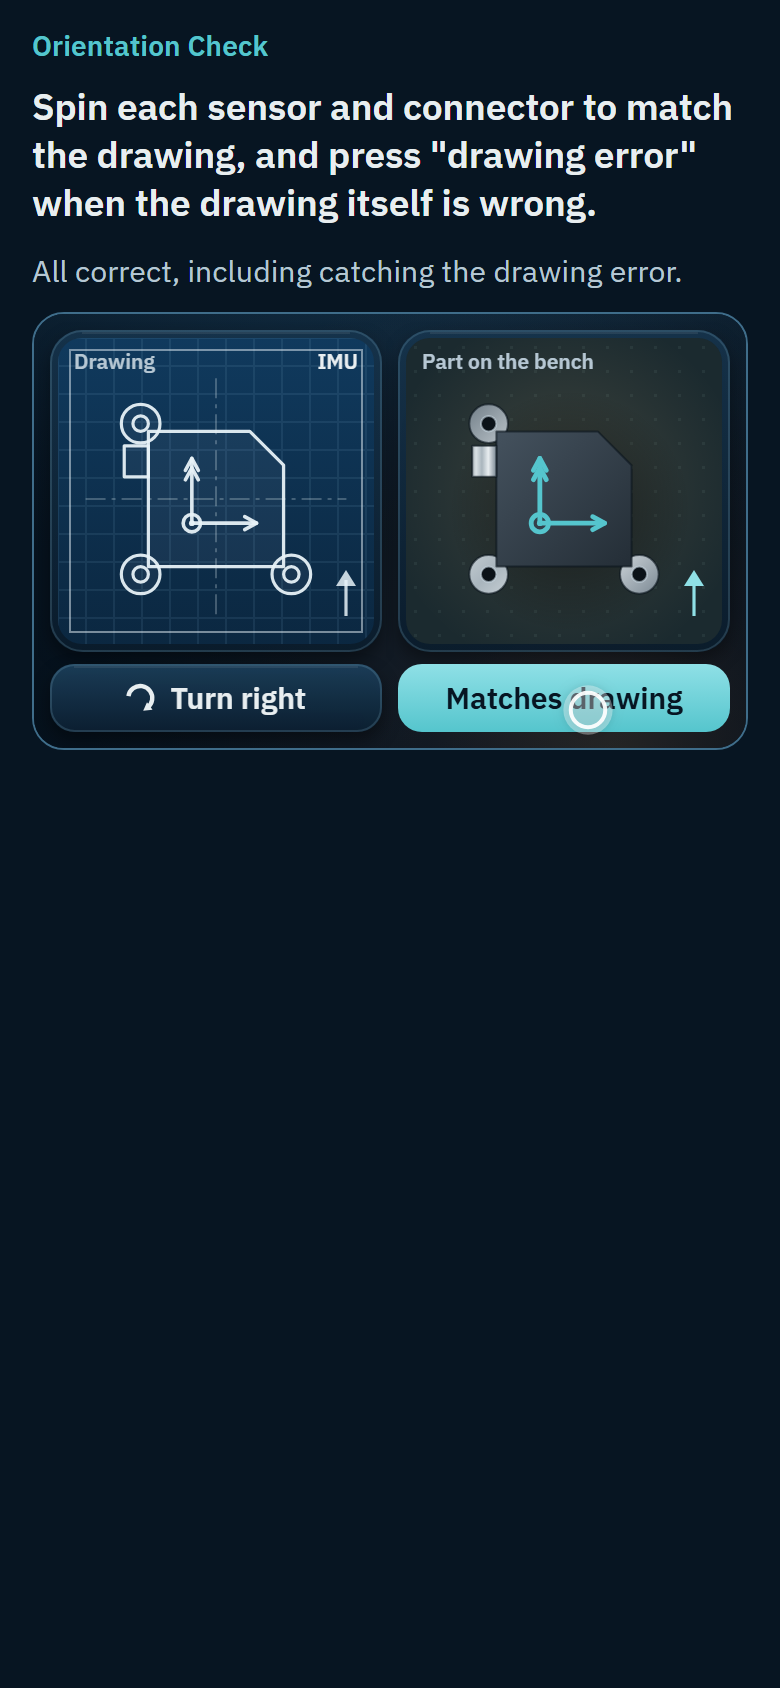 Orientation Check
Spin each sensor and connector to match
the drawing, and press "drawing error"
when the drawing itself is wrong.
All correct, including catching the drawing error.
Drawing
IMU
Part on the bench
Turn right
Matches drawing